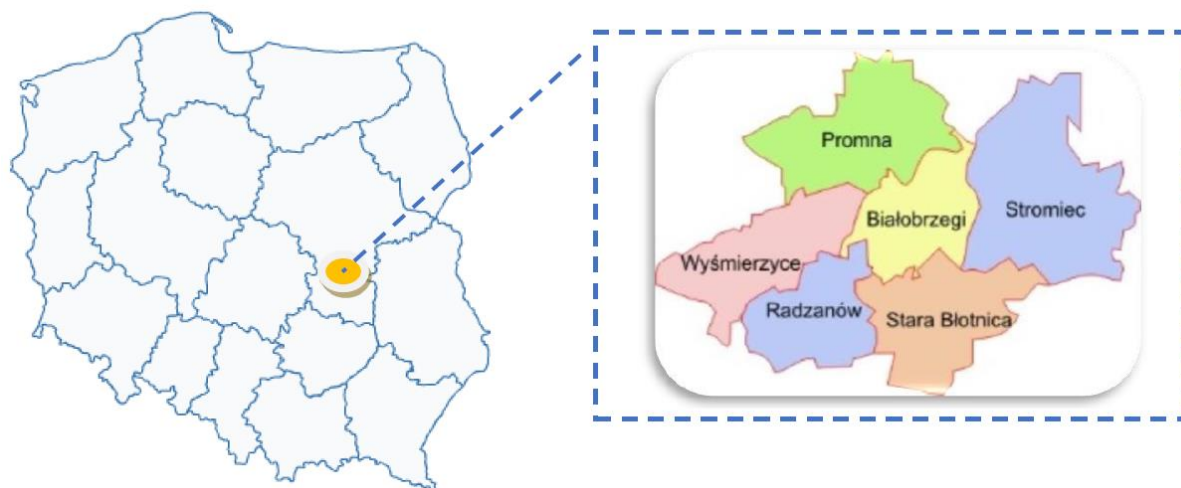 Promna
Białobrzegi
Stromiec
Wyśmierzyce
Radzanów
Stara Błotnica